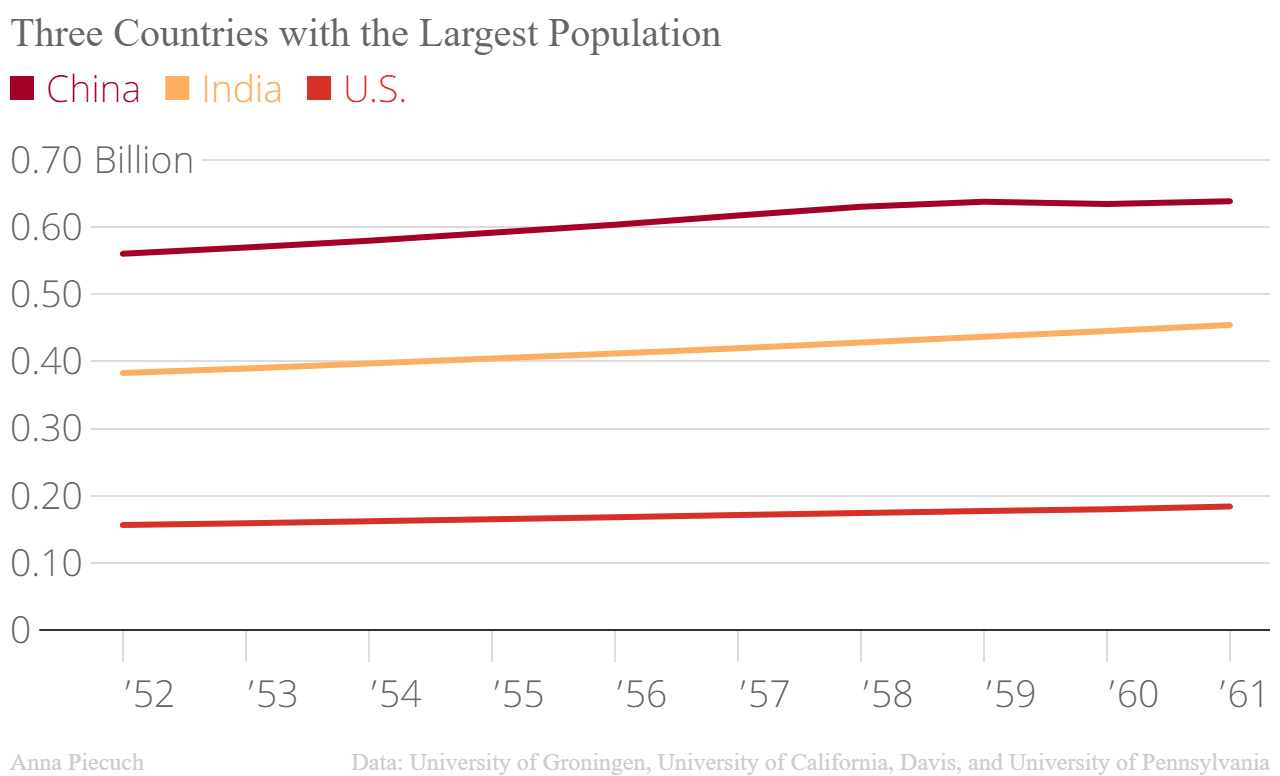 Three Countries with the Largest Population
China India U.S.
0.70 Billion
0.60
0.50
0.40
0.30
0.20
0.10
0
’52 ’53 ’54 ’55 ’56 ’57 ’58 ’59 ’60 ’61
Anna Piecuch Data: University of Groningen, University of California, Davis, and University of Pennsylvania